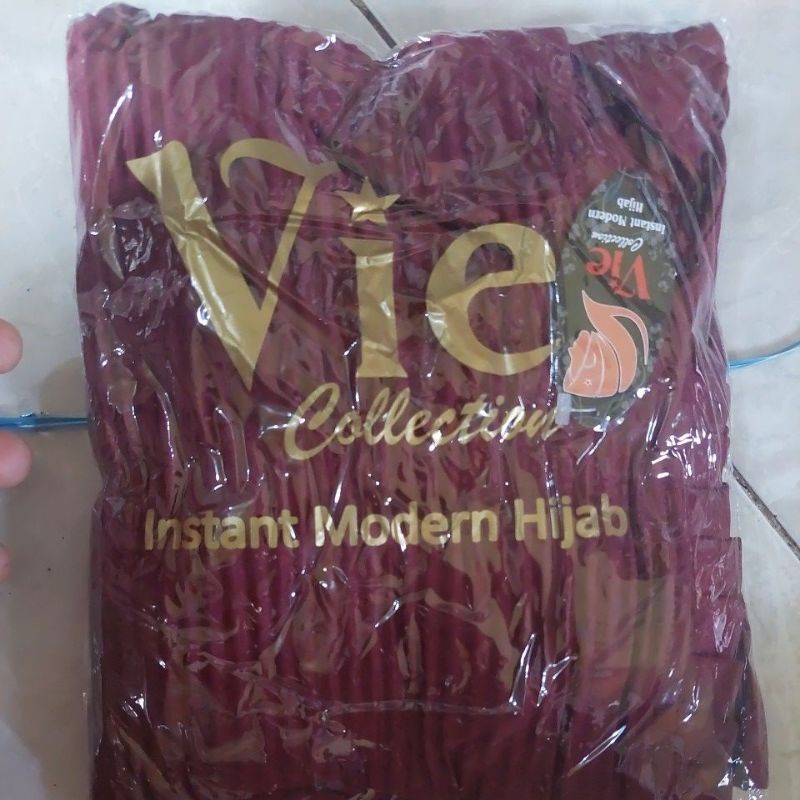 Vie
Collection
Instant Modern Hijab
Vie
Collection
Instant Modern
Hijab